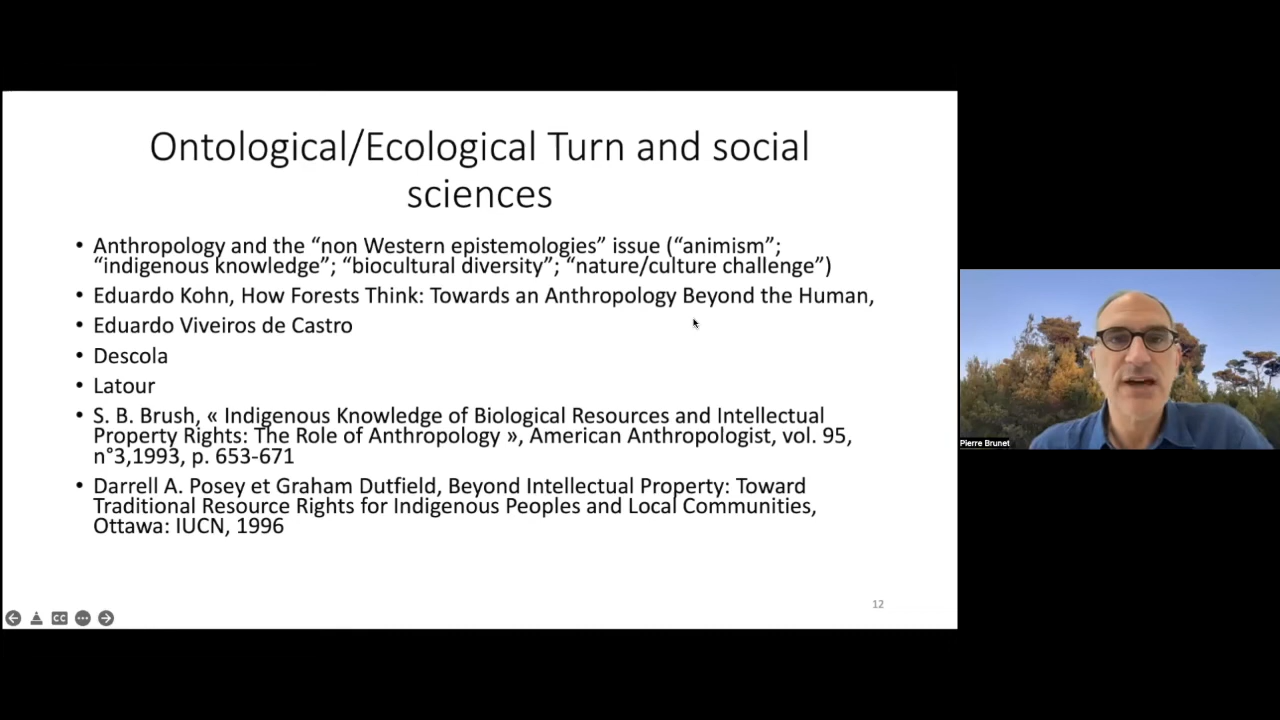 Ontological/Ecological Turn and social
sciences
• Anthropology and the “non Western epistemologies” issue (“animism”;
“indigenous knowledge”; “biocultural diversity”; “nature/culture challenge”)
• Eduardo Kohn, How Forests Think: Towards an Anthropology Beyond the Human,
• Eduardo Viveiros de Castro
• Descola
• Latour
• S. B. Brush, « Indigenous Knowledge of Biological Resources and Intellectual
Property Rights: The Role of Anthropology », American Anthropologist, vol. 95,
n°3,1993, p. 653-671
• Darrell A. Posey et Graham Dutfield, Beyond Intellectual Property: Toward
Traditional Resource Rights for Indigenous Peoples and Local Communities,
Ottawa: IUCN, 1996
12
CC
Pierre Brunet